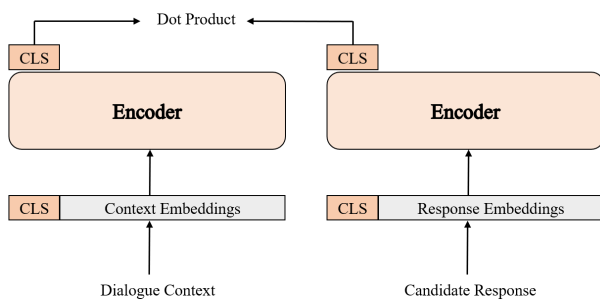 Dot Product
CLS
CLS
Encoder
Encoder
CLS
Context Embeddings
CLS
Response Embeddings
Dialogue Context
Candidate Response